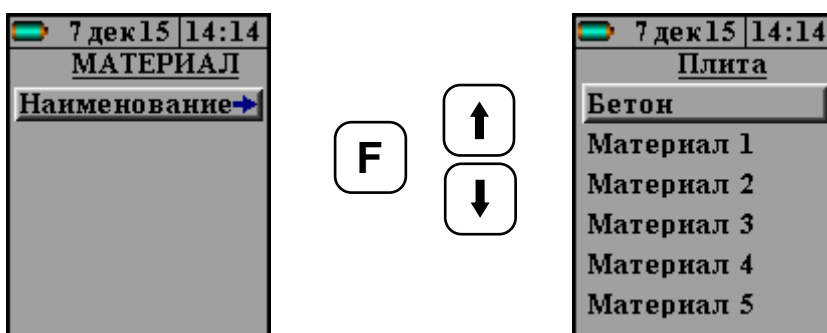 7 дек15 14:14
МАТЕРИАЛ
Наименование
F
7 дек15 14:14
Плита
Бетон
Материал 1
Материал 2
Материал 3
Материал 4
Материал 5